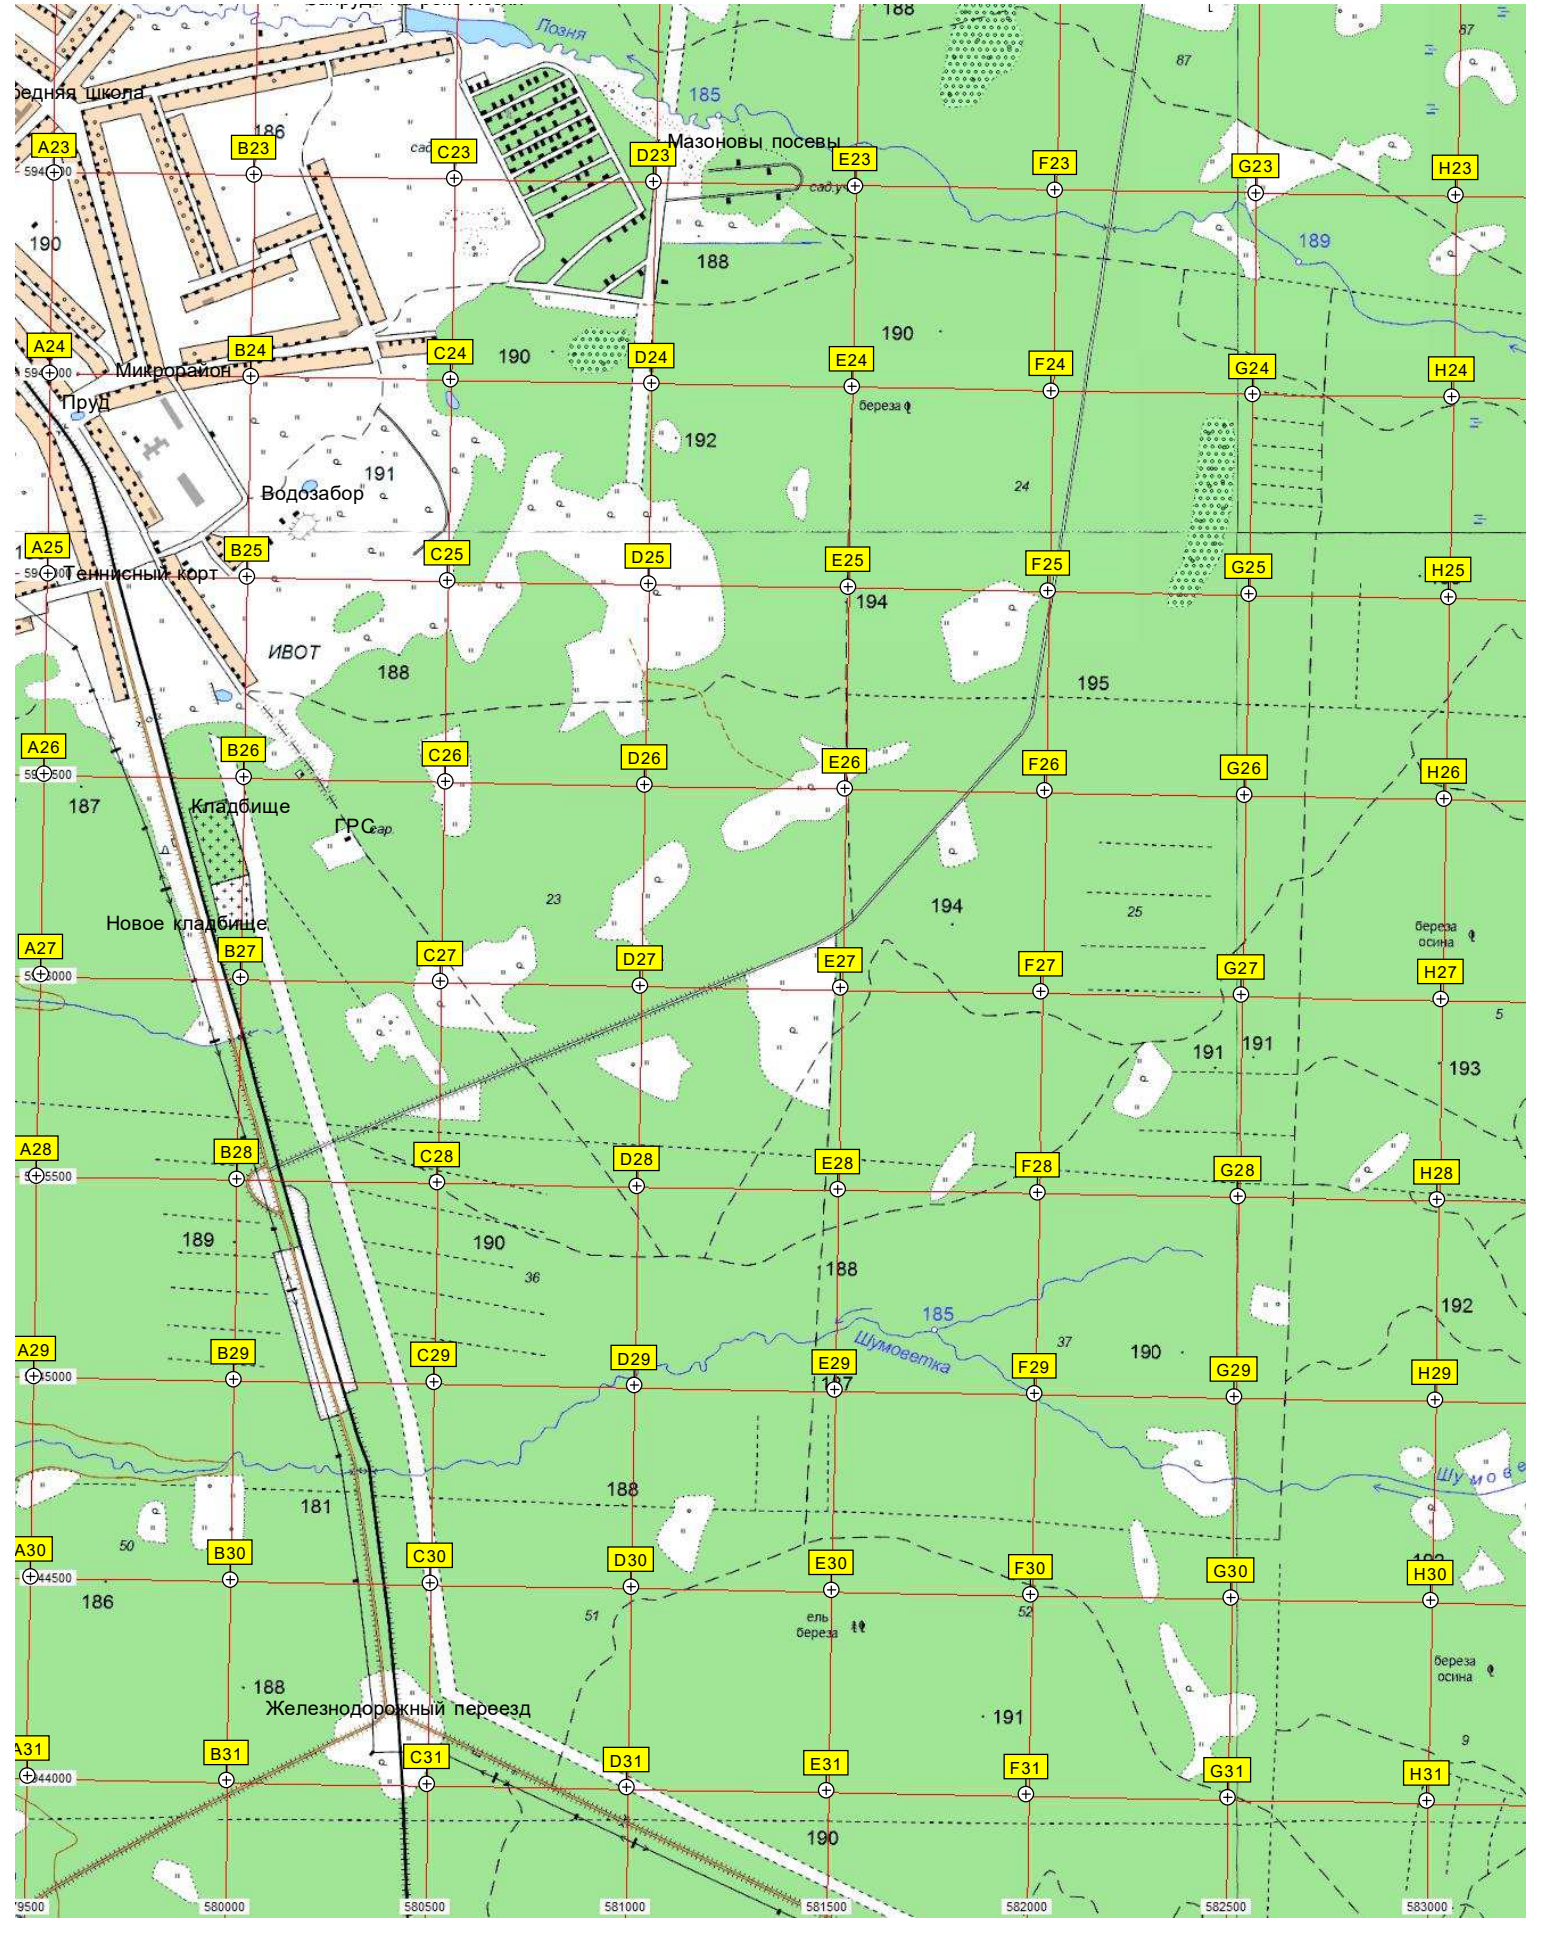 188
Лозня
87
87
185
школа
186
Мазоновы посевы
A23
B23
C23
D23
E23
F23
G23
H23
190
188
189
190
190
A24
B24
C24
D24
E24
F24
G24
H24
Микрорайон
Пруд
береза
192
191
24
Водозабор
A25
B25
C25
D25
E25
F25
G25
H25
Теннисный корт
194
ИВОТ
188
195
A26
B26
C26
D26
E26
F26
G26
H26
187
Кладбище
ГРС
сар.
23
194
25
Новое кладбище
береза
осина
A27
B27
C27
D27
E27
F27
G27
H27
5
191
191
193
A28
B28
C28
D28
E28
F28
G28
H28
189
190
36
188
185
192
Шумоветка
37
190
A29
B29
C29
D29
E29
F29
G29
H29
187
188
181
50
A30
B30
C30
D30
E30
F30
G30
H30
44500
186
51
ель
береза
52
береза
осина
188
Железнодорожный переезд
191
9
A31
B31
C31
D31
E31
F31
G31
H31
944000
190
79500
580000
580500
581000
581500
582000
582500
583000